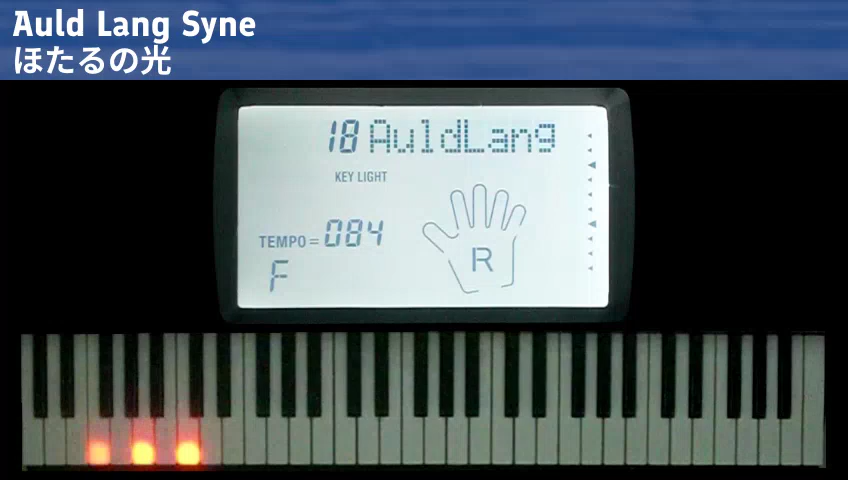 Auld Lang Syne
ほたるの光
18 AuldLang
KEY LIGHT
TEMPO = 084
F
R